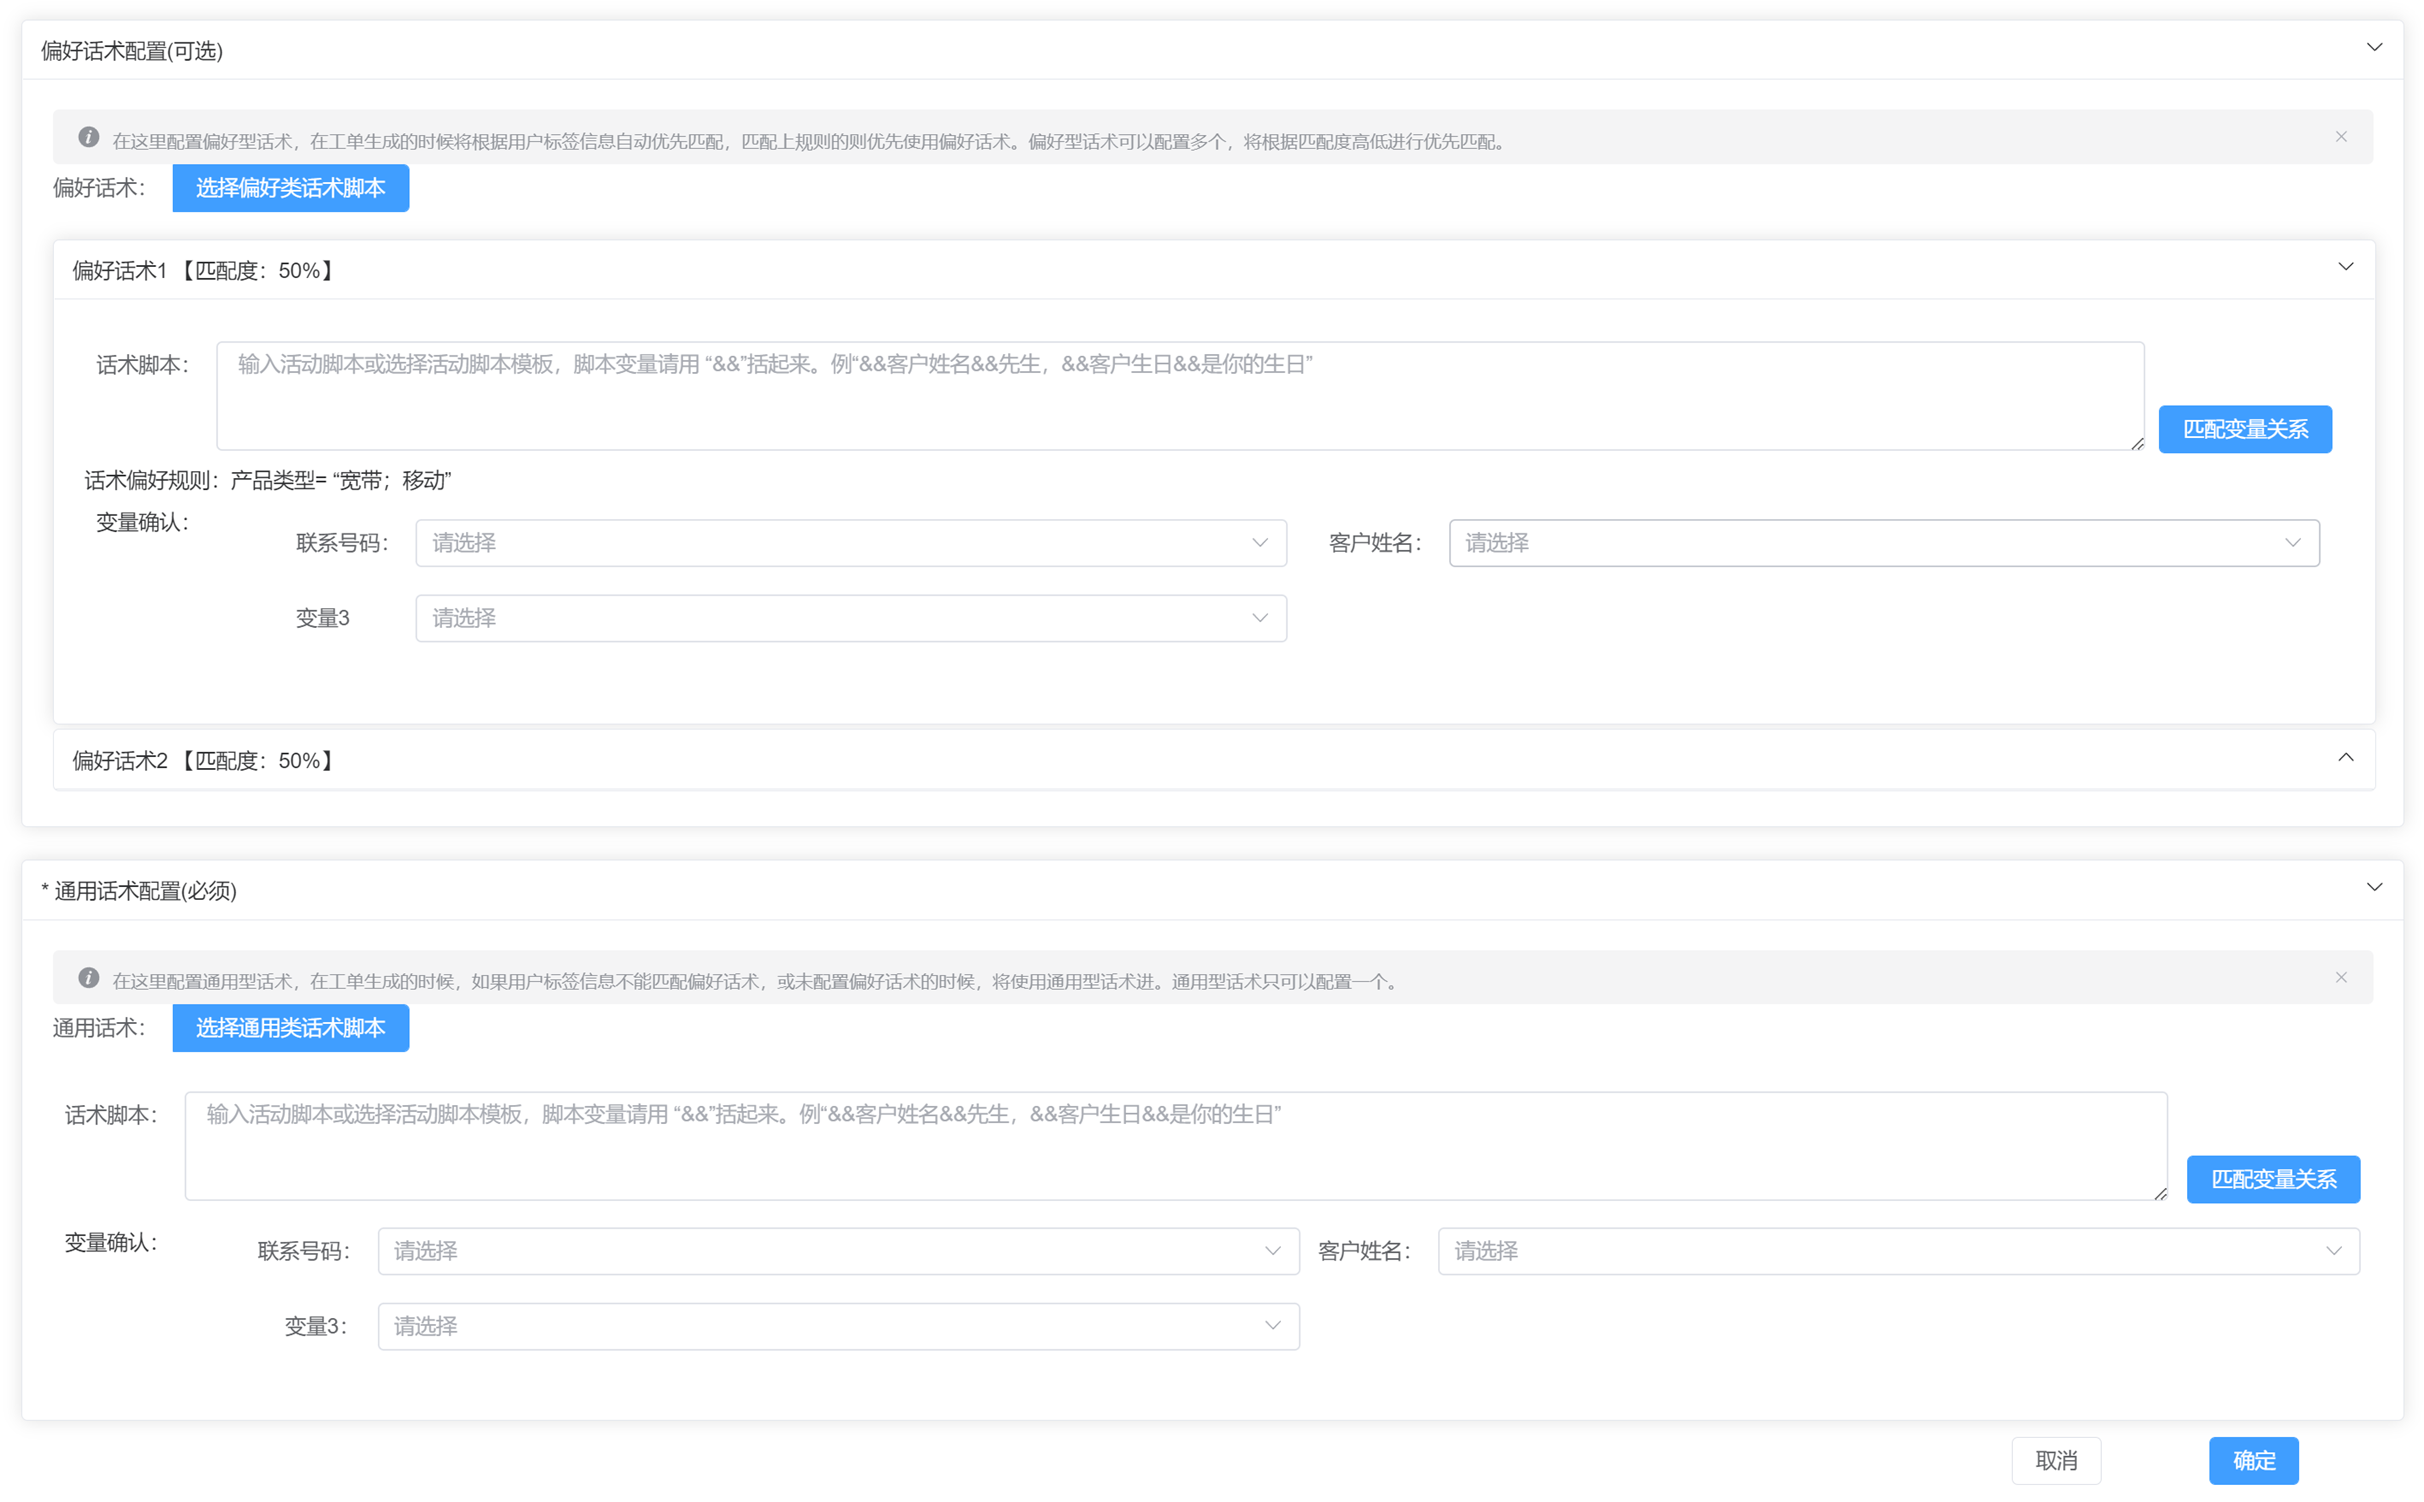 偏好话术配置(可选)
在这里配置偏好型话术，在工单生成的时候将根据用户标签信息自动优先匹配，匹配上规则的则优先使用偏好话术。偏好型话术可以配置多个，将根据匹配度高低进行优先匹配。
偏好话术： 选择偏好类话术脚本
偏好话术1 【匹配度：50%】
话术脚本： 输入活动脚本或选择活动脚本模板，脚本变量请用 “&&”括起来。例“&&客户姓名&&先生，&&客户生日&&是你的生日”
匹配变量关系
话术偏好规则：产品类型= “宽带；移动”
变量确认：
联系号码： 请选择 客户姓名： 请选择
变量3 请选择
偏好话术2 【匹配度：50%】
* 通用话术配置(必须)
在这里配置通用型话术，在工单生成的时候，如果用户标签信息不能匹配偏好话术，或未配置偏好话术的时候，将使用通用型话术进。通用型话术只可以配置一个。
通用话术： 选择通用类话术脚本
话术脚本： 输入活动脚本或选择活动脚本模板，脚本变量请用 “&&”括起来。例“&&客户姓名&&先生，&&客户生日&&是你的生日”
匹配变量关系
变量确认： 联系号码： 请选择 客户姓名： 请选择
变量3： 请选择
取消 确定